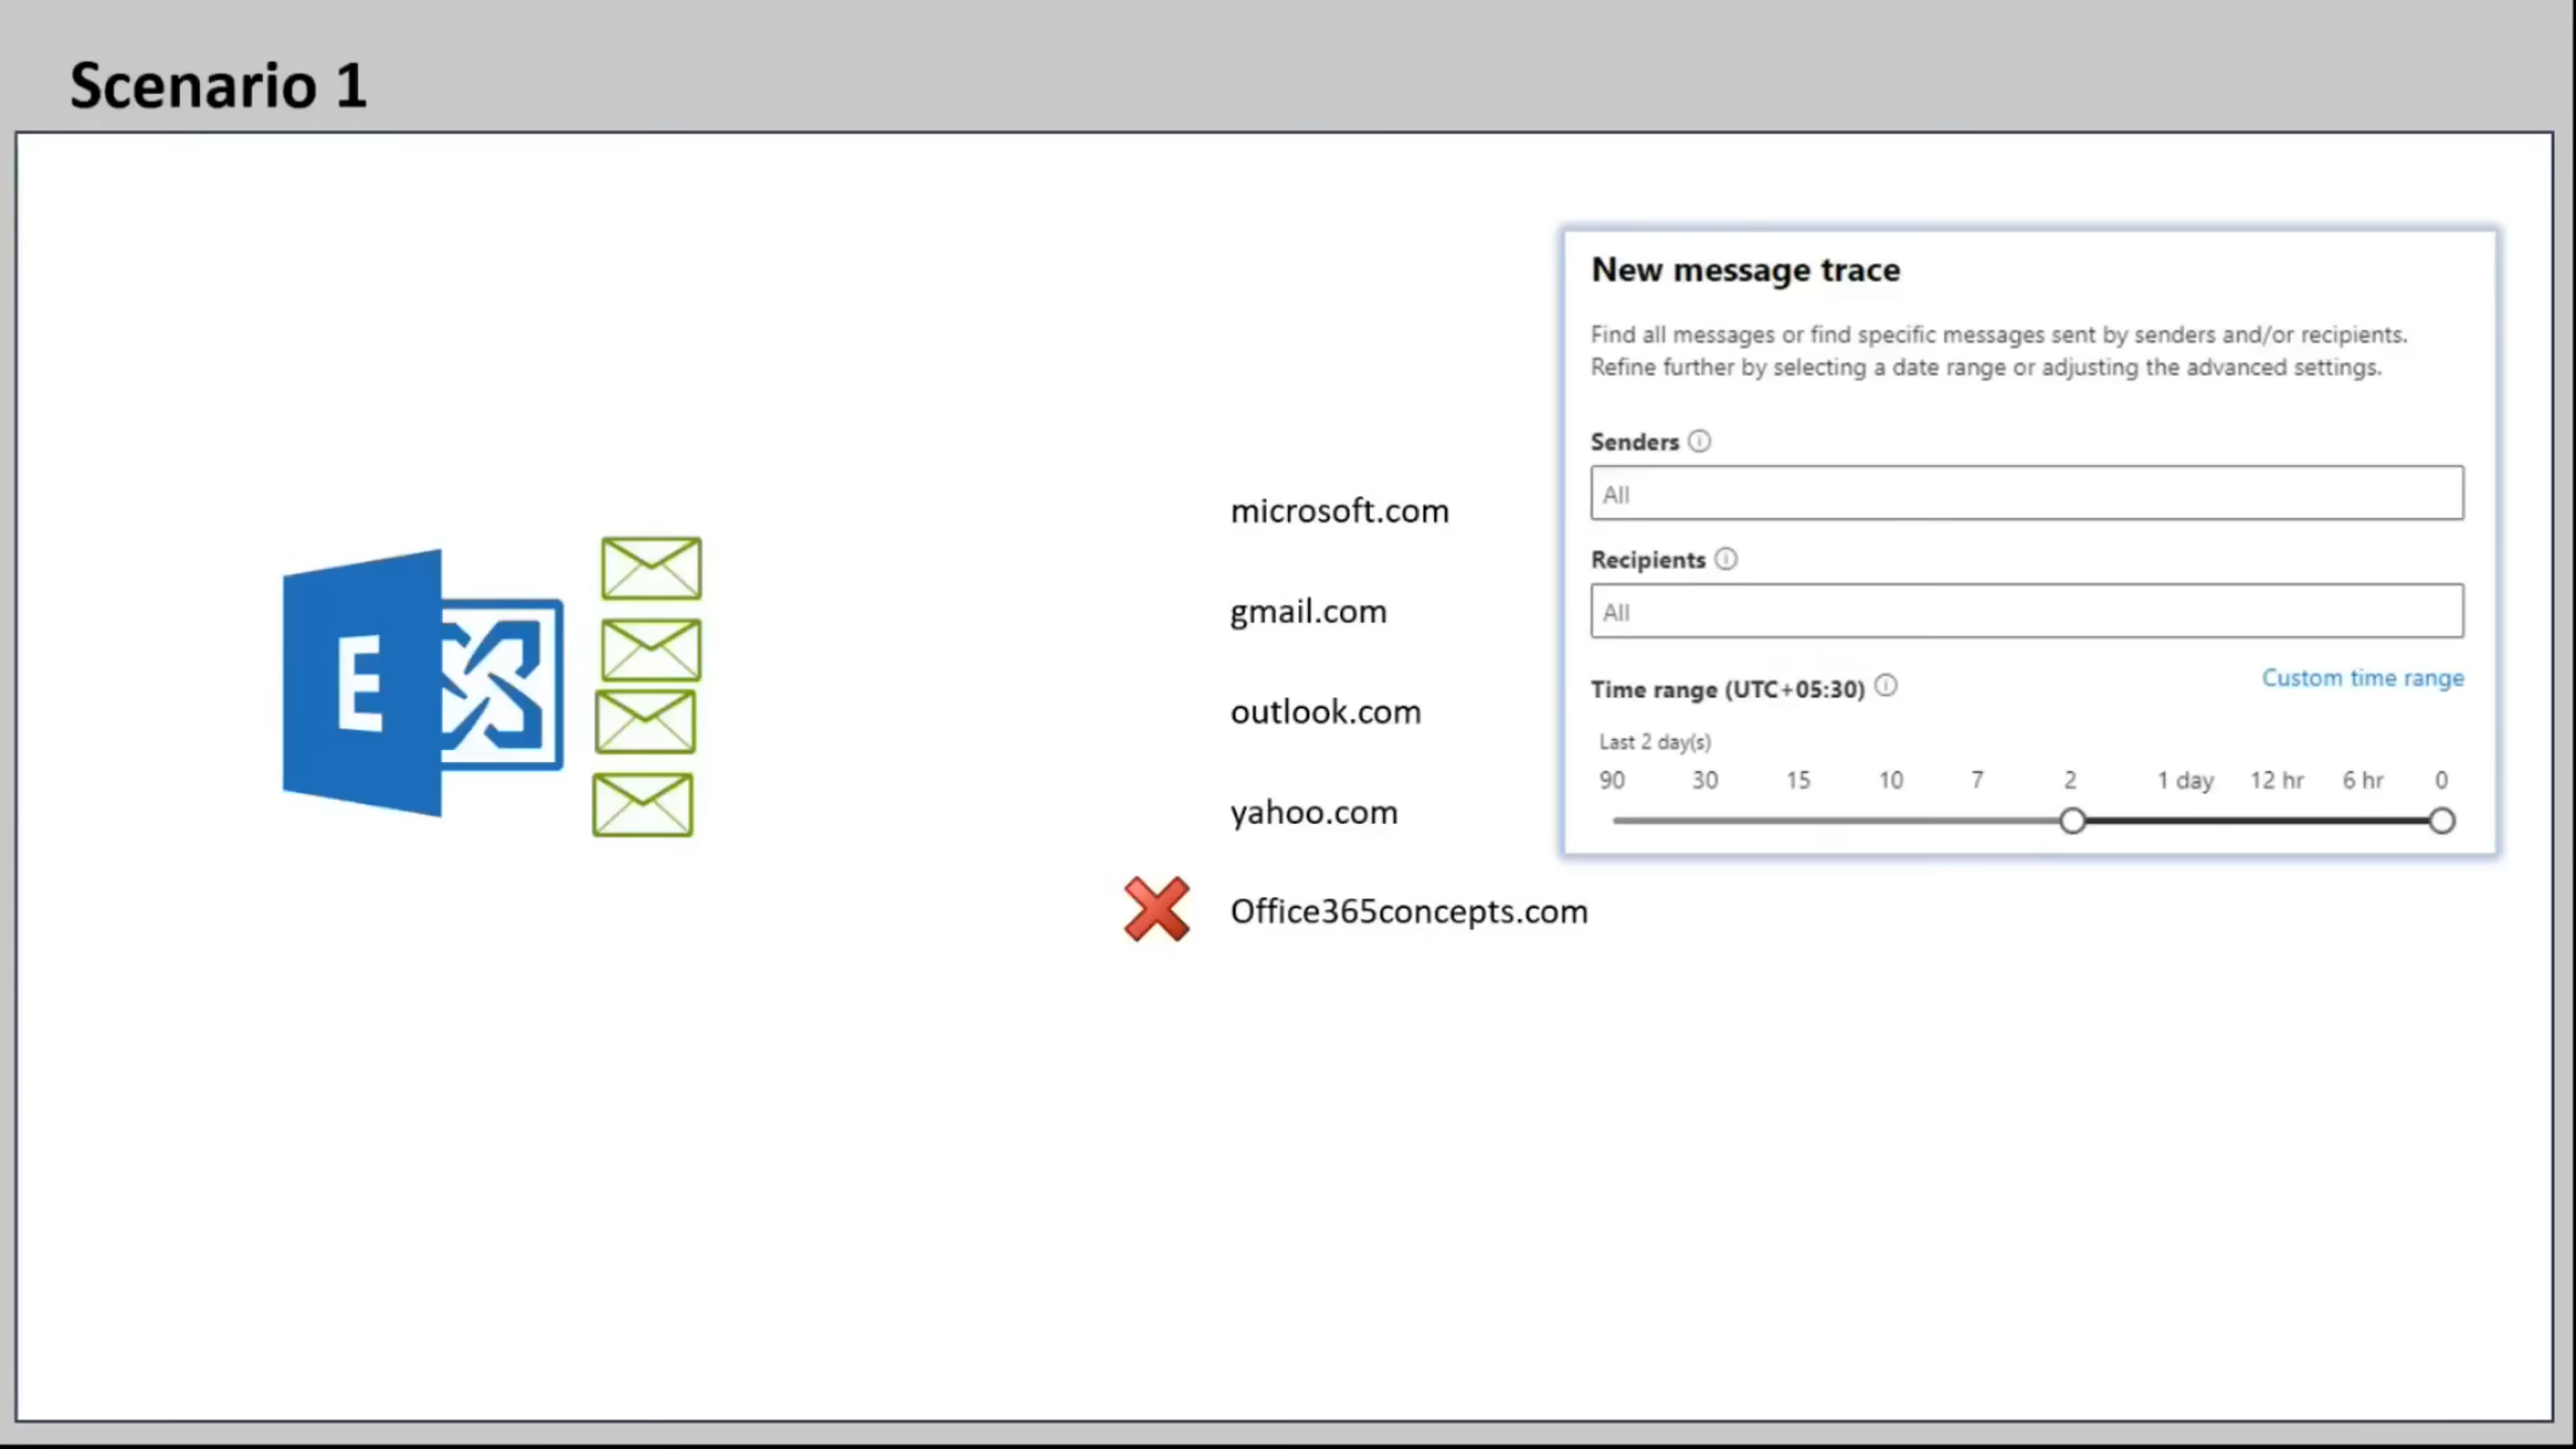 Scenario 1
E
microsoft.com
gmail.com
outlook.com
yahoo.com
Office365concepts.com
New message trace
Find all messages or find specific messages sent by senders and/or recipients.
Refine further by selecting a date range or adjusting the advanced settings.
Senders
All
Recipients
All
Time range (UTC+05:30)
Custom time range
Last 2 day(s)
90 30 15 10 7 2 1 day 12 hr 6 hr 0